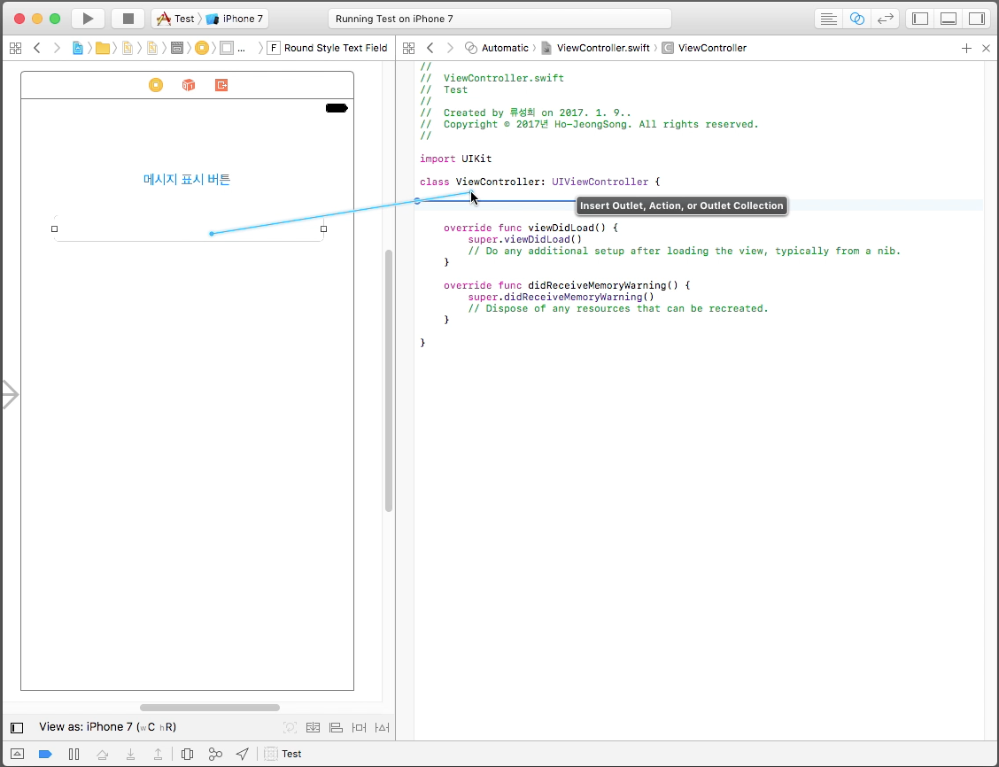 Test
iPhone 7
Running Test on iPhone 7
...
F
Round Style Text Field
Automatic
ViewController.swift
C
ViewController
메시지 표시 버튼
//
// ViewController.swift
// Test
//
// Created by 류성희 on 2017. 1. 9..
// Copyright © 2017년 Ho-JeongSong. All rights reserved.
//
import UIKit
class ViewController: UIViewController {
Insert Outlet, Action, or Outlet Collection
override func viewDidLoad() {
super.viewDidLoad()
// Do any additional setup after loading the view, typically from a nib.
}
override func didReceiveMemoryWarning() {
super.didReceiveMemoryWarning()
// Dispose of any resources that can be recreated.
}
}
View as: iPhone 7 (wC hR)
Test